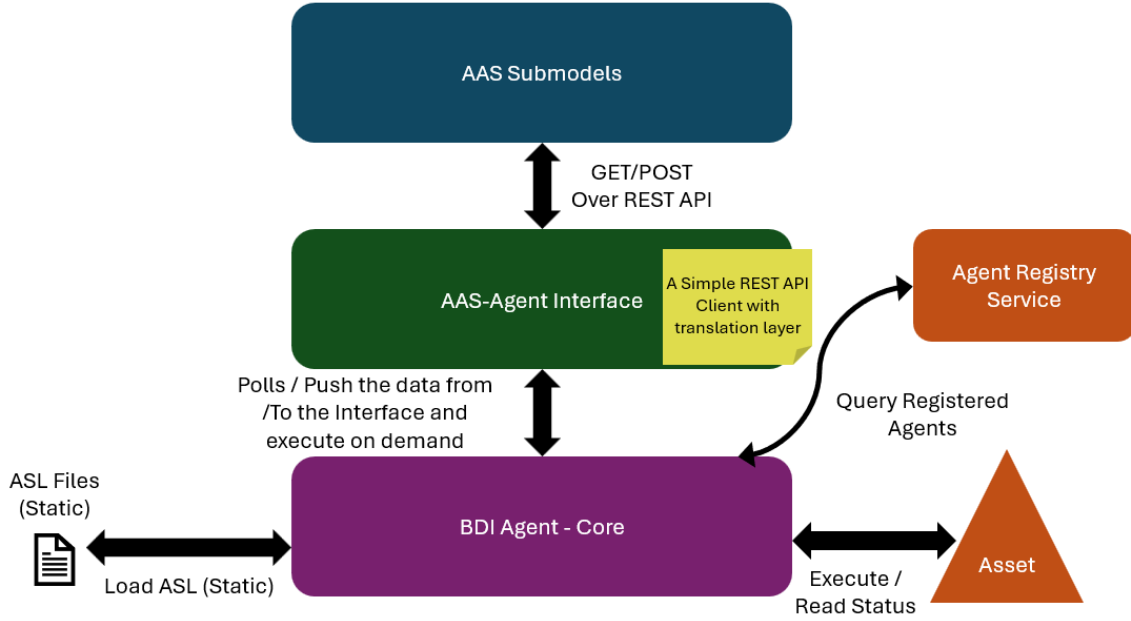 AAS Submodels
GET/POST
Over REST API
AAS-Agent Interface
A Simple REST API
Client with
translation layer
Agent Registry
Service
Polls / Push the data from
/To the Interface and
execute on demand
Query Registered
Agents
ASL Files
(Static)
Load ASL (Static)
BDI Agent - Core
Execute /
Read Status
Asset